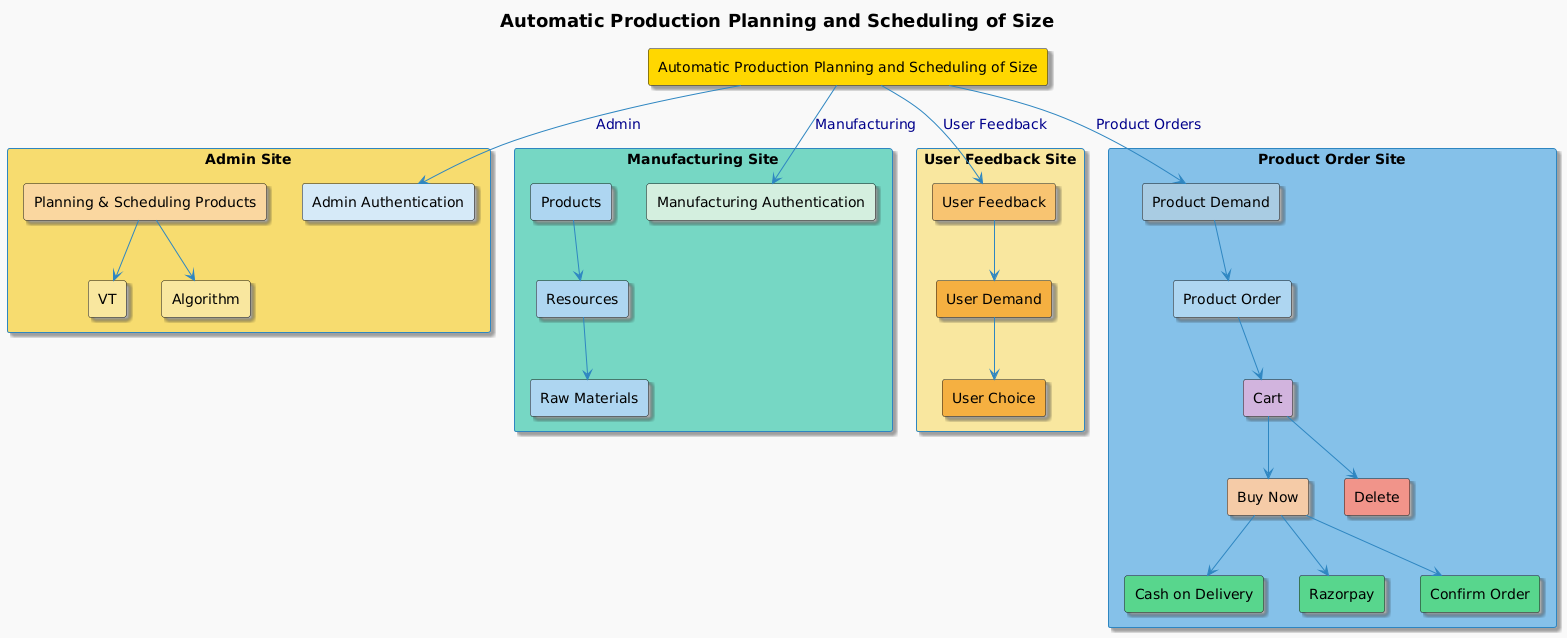 Automatic Production Planning and Scheduling of Size
Automatic Production Planning and Scheduling of Size
Admin
Manufacturing
User Feedback
Product Orders
Admin Site
Planning & Scheduling Products
Admin Authentication
VT
Algorithm
Manufacturing Site
Products
Manufacturing Authentication
Resources
Raw Materials
User Feedback Site
User Feedback
User Demand
User Choice
Product Order Site
Product Demand
Product Order
Cart
Buy Now
Delete
Cash on Delivery
Razorpay
Confirm Order